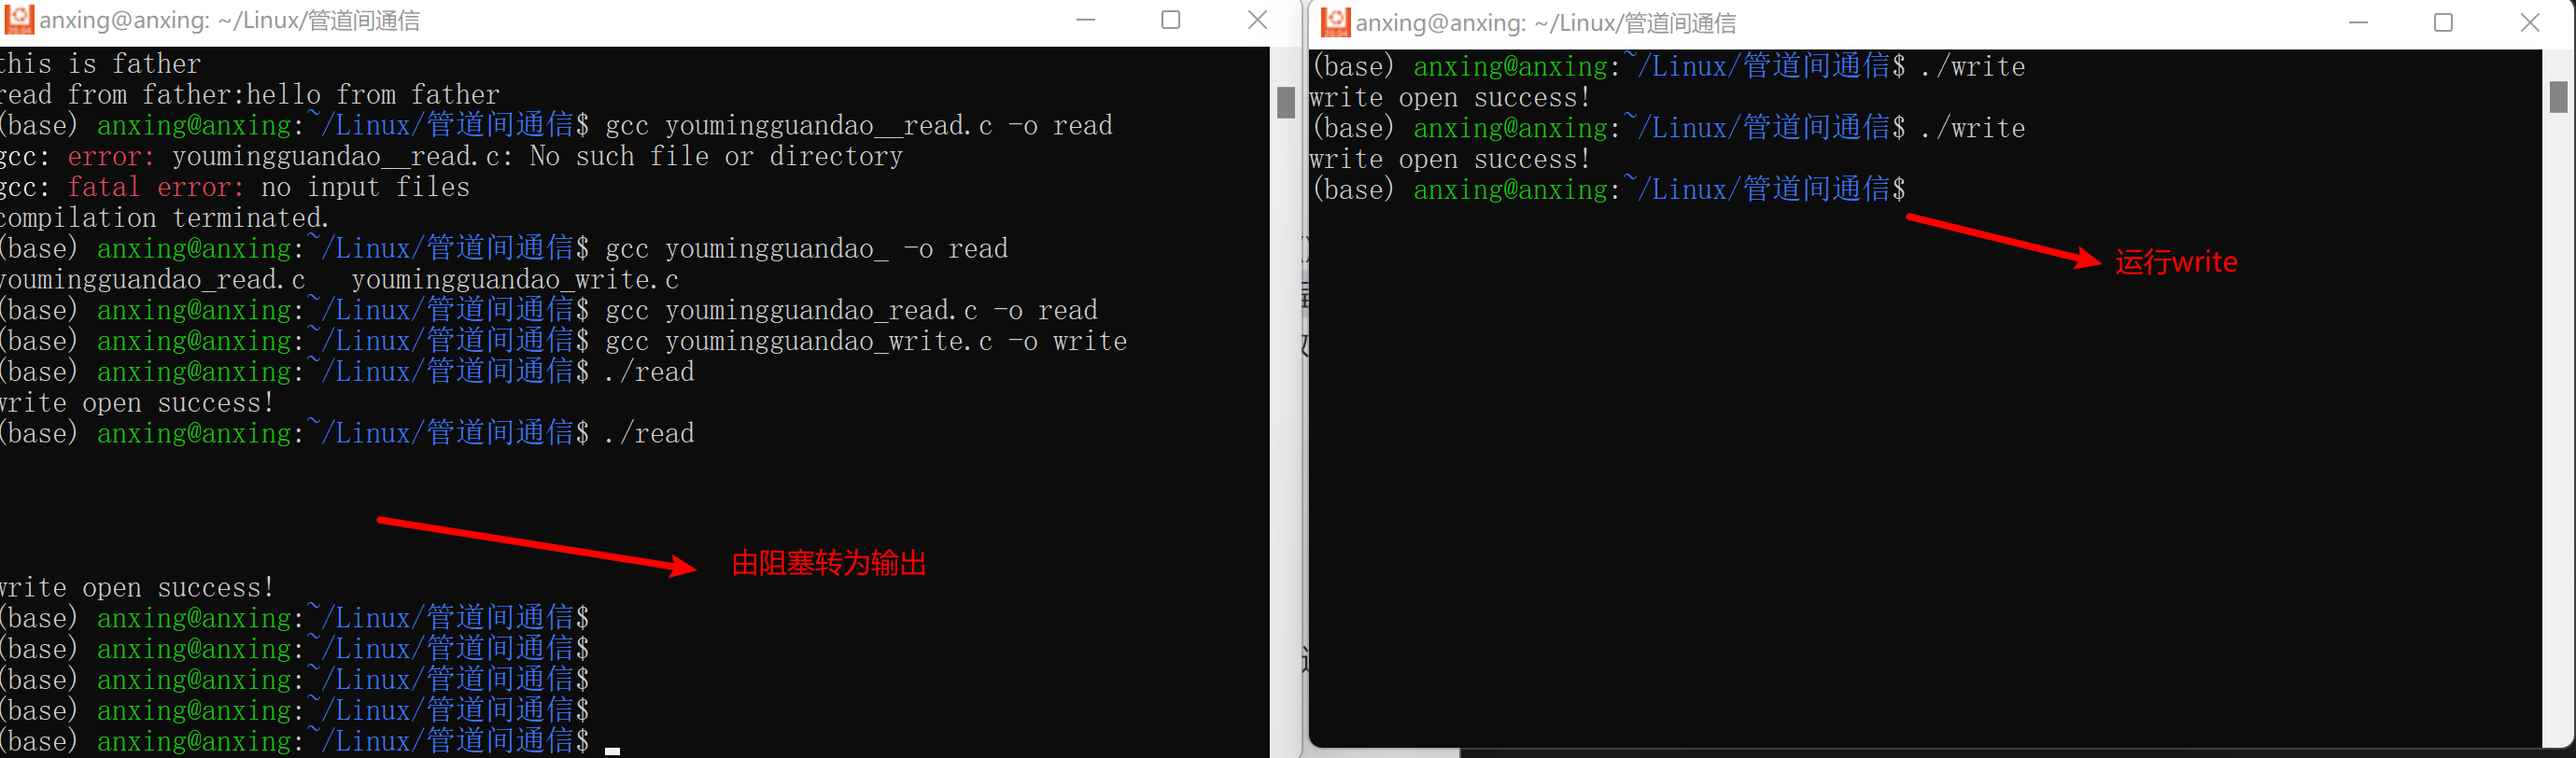 anxing@anxing: ~/Linux/管道间通信
this is father
read from father:hello from father
(base) anxing@anxing:~/Linux/管道间通信$ gcc youmingguandao__read.c -o read
gcc: error: youmingguandao__read.c: No such file or directory
gcc: fatal error: no input files
compilation terminated.
(base) anxing@anxing:~/Linux/管道间通信$ gcc youmingguandao_ -o read
youmingguandao_read.c   youmingguandao_write.c
(base) anxing@anxing:~/Linux/管道间通信$ gcc youmingguandao_read.c -o read
(base) anxing@anxing:~/Linux/管道间通信$ gcc youmingguandao_write.c -o write
(base) anxing@anxing:~/Linux/管道间通信$ ./read
write open success!
(base) anxing@anxing:~/Linux/管道间通信$ ./read
由阻塞转为输出
write open success!
(base) anxing@anxing:~/Linux/管道间通信$
(base) anxing@anxing:~/Linux/管道间通信$
(base) anxing@anxing:~/Linux/管道间通信$
(base) anxing@anxing:~/Linux/管道间通信$
(base) anxing@anxing:~/Linux/管道间通信$
anxing@anxing: ~/Linux/管道间通信
(base) anxing@anxing:~/Linux/管道间通信$ ./write
write open success!
(base) anxing@anxing:~/Linux/管道间通信$ ./write
write open success!
(base) anxing@anxing:~/Linux/管道间通信$
运行write